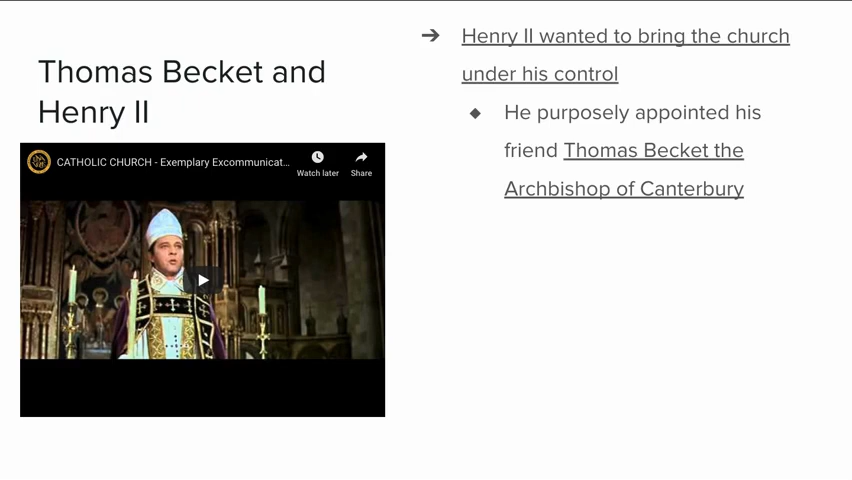 Thomas Becket and
Henry II
CATHOLIC CHURCH - Exemplary Excommunicat...
Watch later
Share
➔ Henry II wanted to bring the church
under his control
◆ He purposely appointed his
friend Thomas Becket the
Archbishop of Canterbury